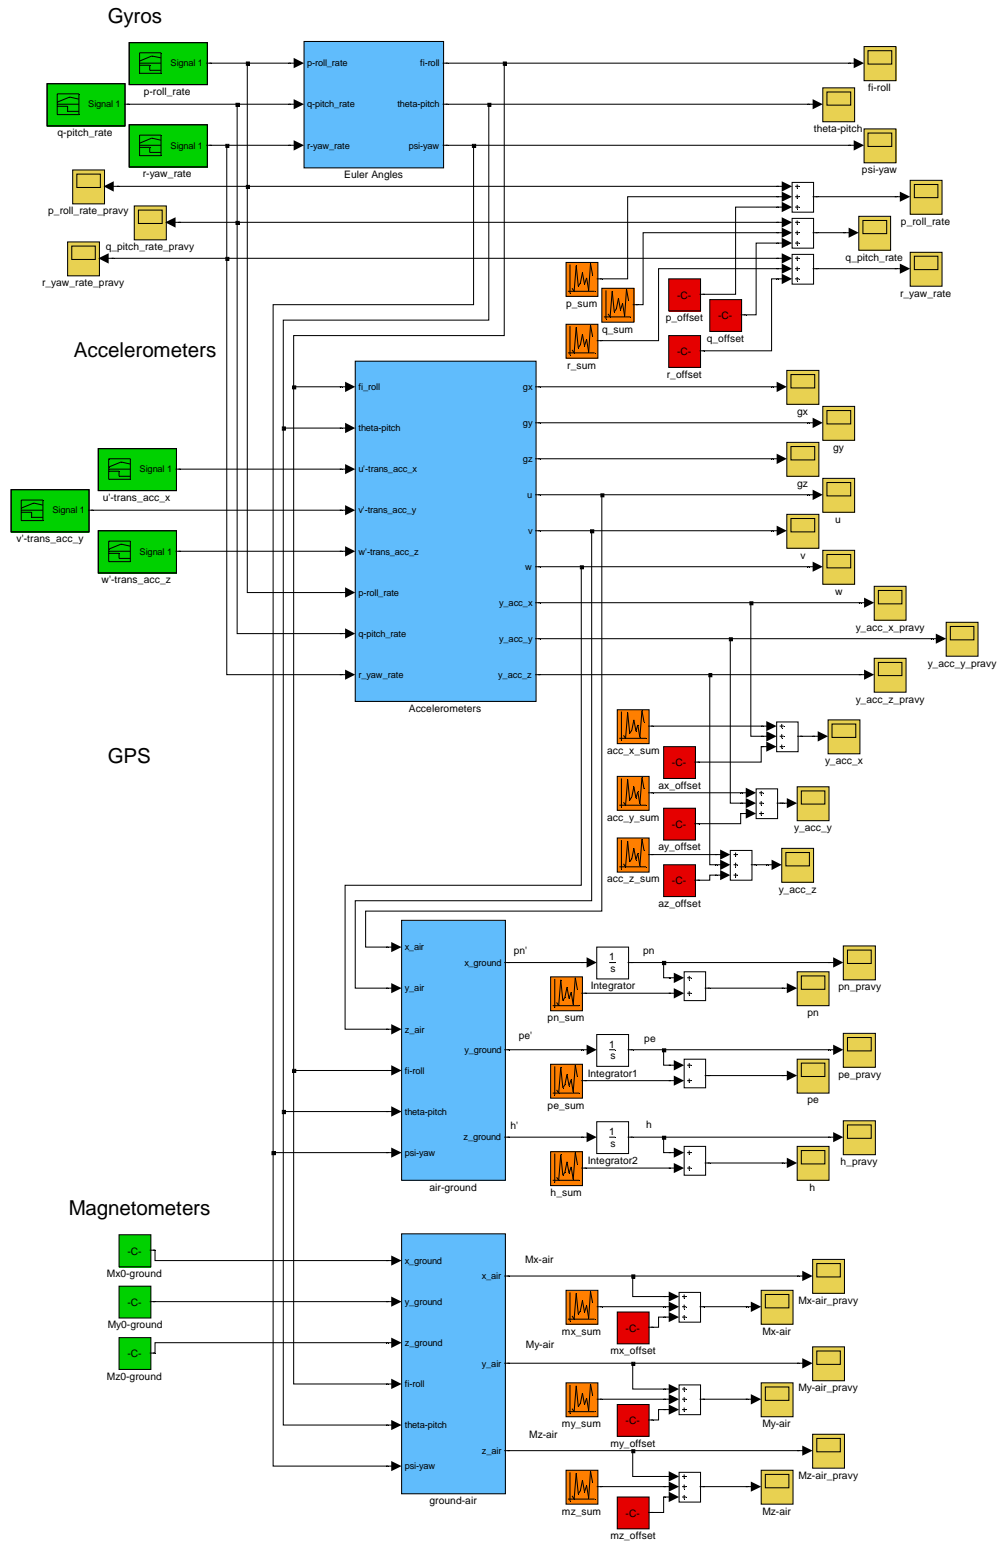 Gyros
Signal 1
p-roll_rate
Signal 1
q-pitch_rate
Signal 1
r-yaw_rate
p-roll_rate
q-pitch_rate
r-yaw_rate
fi-roll
theta-pitch
psi-yaw
Euler Angles
fi-roll
theta-pitch
psi-yaw
p_roll_rate_pravy
q_pitch_rate_pravy
r_yaw_rate_pravy
+
+
+
p_roll_rate
+
+
+
q_pitch_rate
+
+
+
r_yaw_rate
p_sum
q_sum
r_sum
-C-
p_offset
-C-
q_offset
-C-
r_offset
Accelerometers
fi_roll
theta-pitch
u'-trans_acc_x
v'-trans_acc_y
w'-trans_acc_z
p-roll_rate
q-pitch_rate
r_yaw_rate
gx
gy
gz
u
v
w
y_acc_x
y_acc_y
y_acc_z
Accelerometers
Signal 1
u'-trans_acc_x
Signal 1
v'-trans_acc_y
Signal 1
w'-trans_acc_z
gx
gy
gz
u
v
w
y_acc_x_pravy
y_acc_y_pravy
y_acc_z_pravy
GPS
acc_x_sum
-C-
ax_offset
+
+
+
y_acc_x
acc_y_sum
-C-
ay_offset
+
+
+
y_acc_y
acc_z_sum
-C-
az_offset
+
+
+
y_acc_z
x_air
y_air
z_air
fi-roll
theta-pitch
psi-yaw
x_ground
y_ground
z_ground
air-ground
pn'
1
s
Integrator
pn
pn_sum
+
+
pn_pravy
pn
pe'
1
s
Integrator1
pe
pe_sum
+
+
pe_pravy
pe
h'
1
s
Integrator2
h
h_sum
+
+
h_pravy
h
Magnetometers
-C-
Mx0-ground
-C-
My0-ground
-C-
Mz0-ground
x_ground
y_ground
z_ground
fi-roll
theta-pitch
psi-yaw
x_air
y_air
z_air
ground-air
Mx-air
mx_sum
-C-
mx_offset
+
+
+
Mx-air_pravy
Mx-air
My-air
my_sum
-C-
my_offset
+
+
+
My-air_pravy
My-air
Mz-air
mz_sum
-C-
mz_offset
+
+
+
Mz-air_pravy
Mz-air